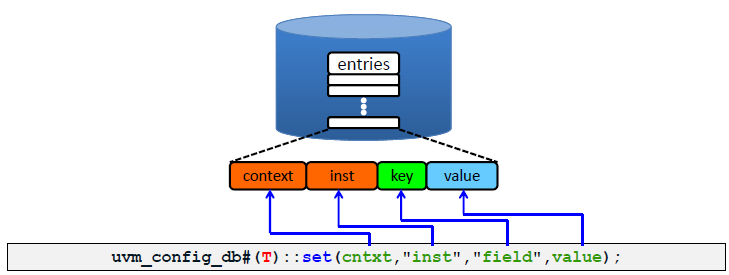 entries
context inst key value
uvm_config_db#(T)::set(cntxt,"inst","field",value);